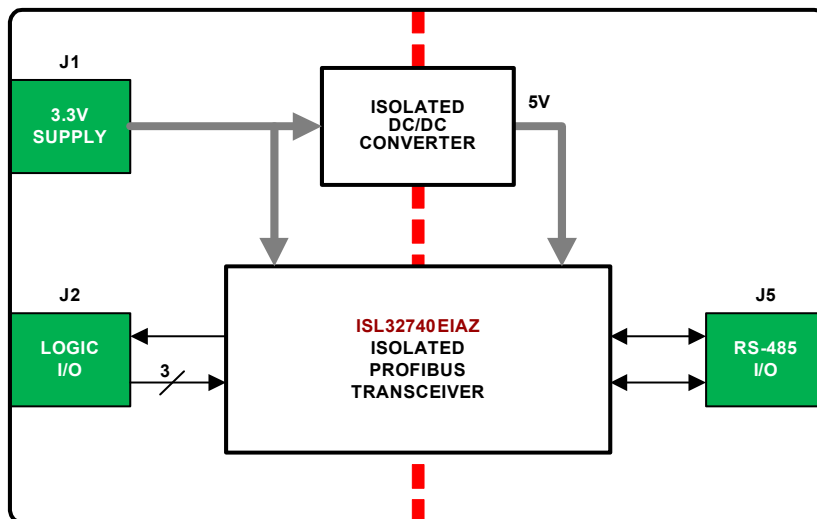 J1
3.3V
SUPPLY
ISOLATED
DC/DC
CONVERTER
5V
J2
LOGIC
I/O
3
ISL32740EIAZ
ISOLATED
PROFIBUS
TRANSCEIVER
J5
RS-485
I/O